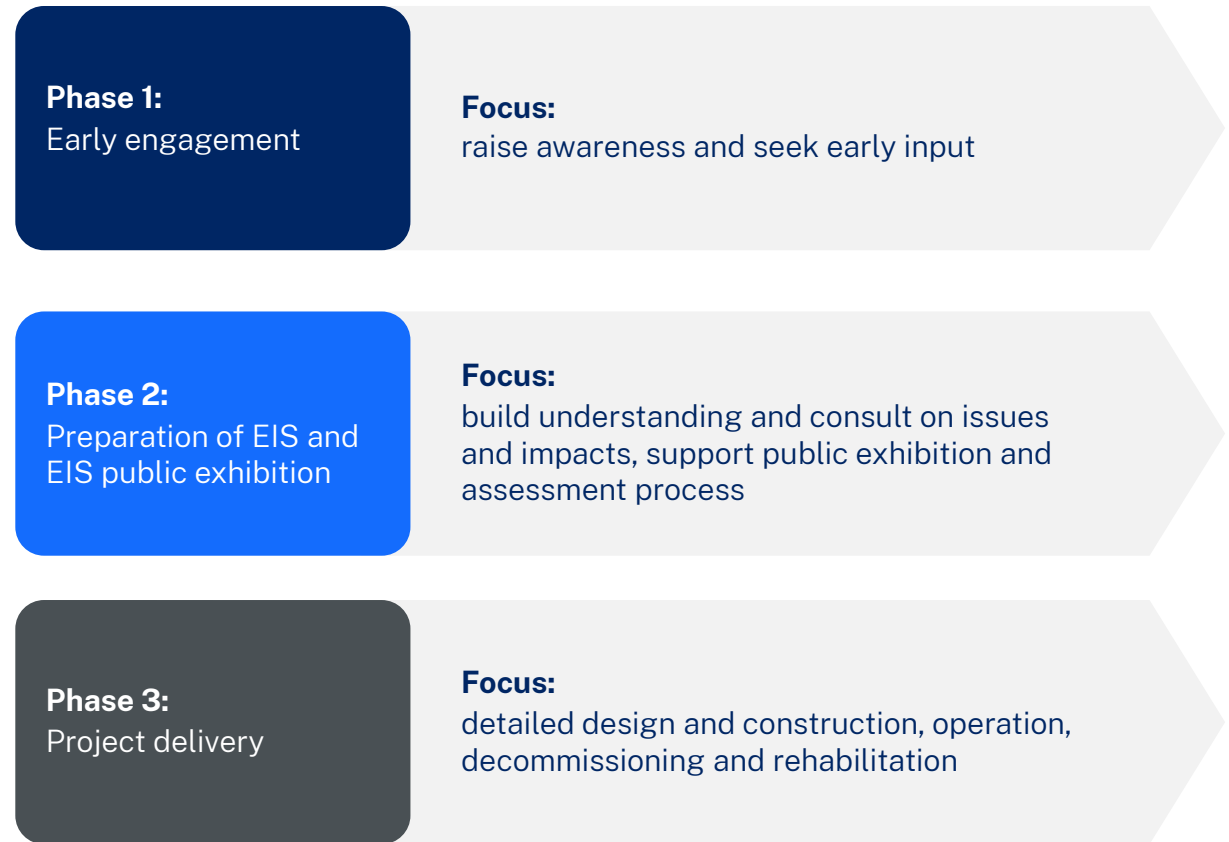 Phase 1:
Early engagement
Focus:
raise awareness and seek early input
Phase 2:
Preparation of EIS and
EIS public exhibition
Focus:
build understanding and consult on issues
and impacts, support public exhibition and
assessment process
Phase 3:
Project delivery
Focus:
detailed design and construction, operation,
decommissioning and rehabilitation